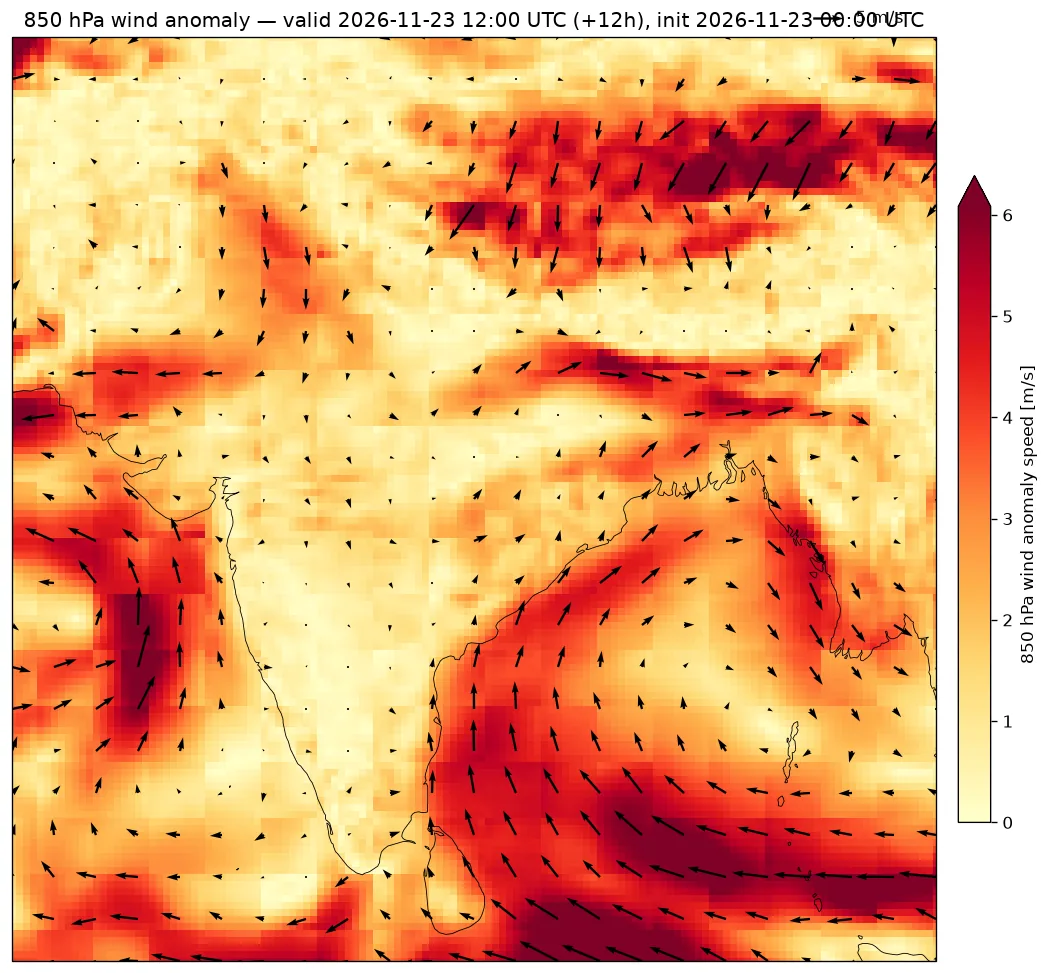 850 hPa wind anomaly — valid 2026-11-23 12:00 UTC (+12h), init 2026-11-23 00:00 UTC
5 m/s
6
5
4
3
2
1
0
850 hPa wind anomaly speed [m/s]